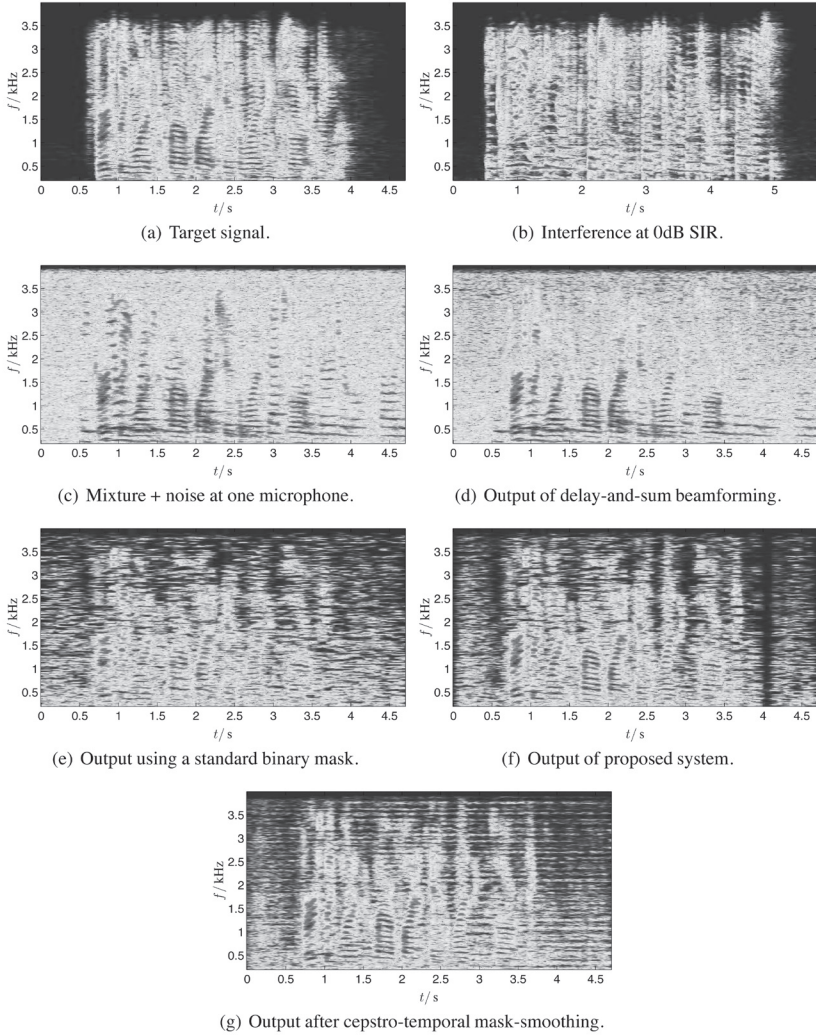 f / kHz
3.5
3
2.5
2
1.5
1
0.5
0 0.5 1 1.5 2 2.5 3 3.5 4 4.5
t / s
(a) Target signal.
f / kHz
3.5
3
2.5
2
1.5
1
0.5
0 1 2 3 4 5
t / s
(b) Interference at 0dB SIR.
f / kHz
3.5
3
2.5
2
1.5
1
0.5
0 0.5 1 1.5 2 2.5 3 3.5 4 4.5
t / s
(c) Mixture + noise at one microphone.
f / kHz
3.5
3
2.5
2
1.5
1
0.5
0 0.5 1 1.5 2 2.5 3 3.5 4 4.5
t / s
(d) Output of delay-and-sum beamforming.
f / kHz
3.5
3
2.5
2
1.5
1
0.5
0 0.5 1 1.5 2 2.5 3 3.5 4 4.5
t / s
(e) Output using a standard binary mask.
f / kHz
3.5
3
2.5
2
1.5
1
0.5
0 0.5 1 1.5 2 2.5 3 3.5 4 4.5
t / s
(f) Output of proposed system.
f / kHz
3.5
3
2.5
2
1.5
1
0.5
0 0.5 1 1.5 2 2.5 3 3.5 4 4.5
t / s
(g) Output after cepstro-temporal mask-smoothing.